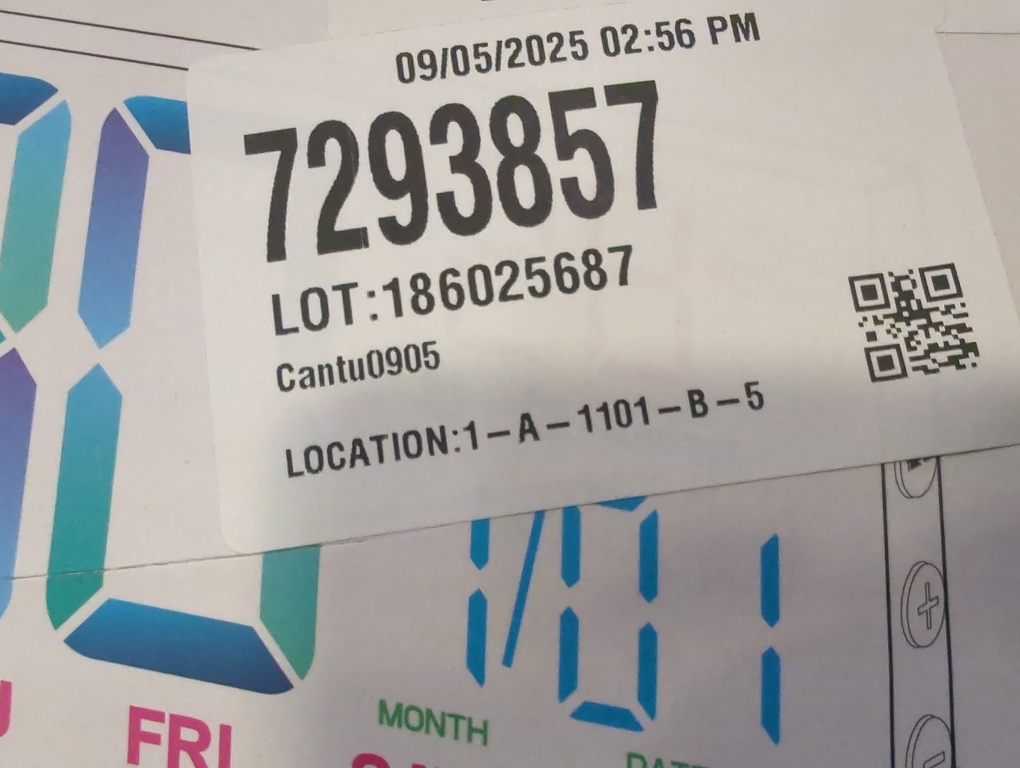 09/05/2025 02:56 PM
7293857
LOT:186025687
Cantu0905
LOCATION:1-A-1101-B-5
FRI
MONTH